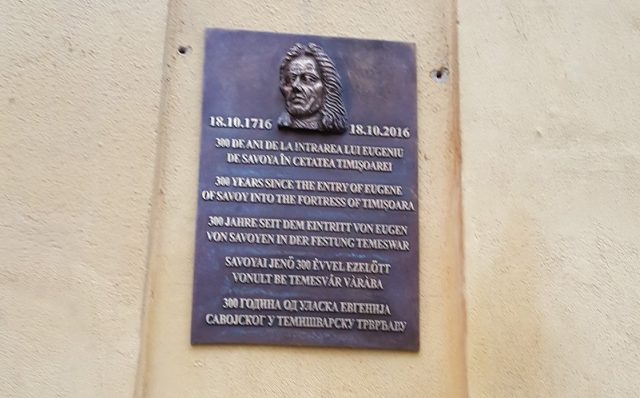 18.10.1716
18.10.2016
300 DE ANI DE LA INTRAREA LUI EUGENIU
DE SAVOYA ÎN CETATEA TIMIȘOAREI
300 YEARS SINCE THE ENTRY OF EUGENE
OF SAVOY INTO THE FORTRESS OF TIMIȘOARA
300 JAHRE SEIT DEM EINTRITT VON EUGEN
VON SAVOYEN IN DER FESTUNG TEMESWAR
SAVOYAI JENŐ 300 ÉVVEL EZELŐTT
VONULT BE TEMESVÁR VÁRÁBA
300 ГОДИНА ОД УЛАСКА ЕВГЕНИЈА
САВОЈСКОГ У ТЕМИШВАРСКУ ТВРЂАВУ